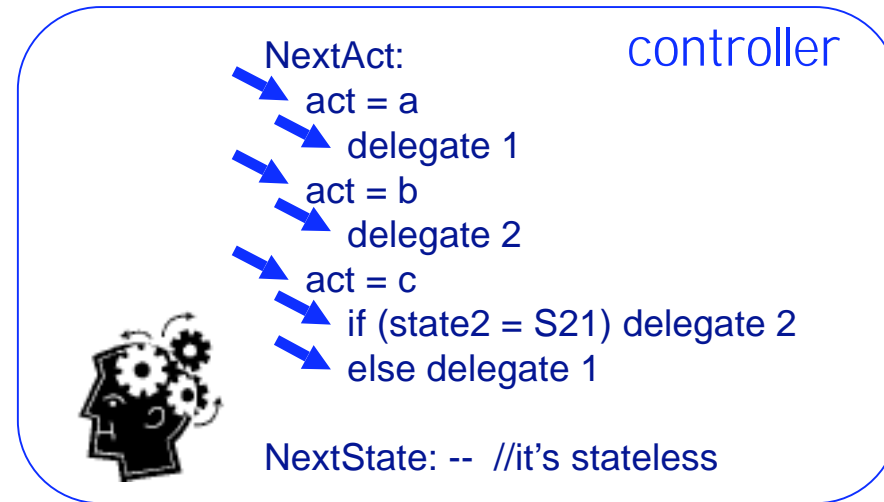 controller
NextAct:
act = a
delegate 1
act = b
delegate 2
act = c
if (state2 = S21) delegate 2
else delegate 1
NextState: -- //it's stateless